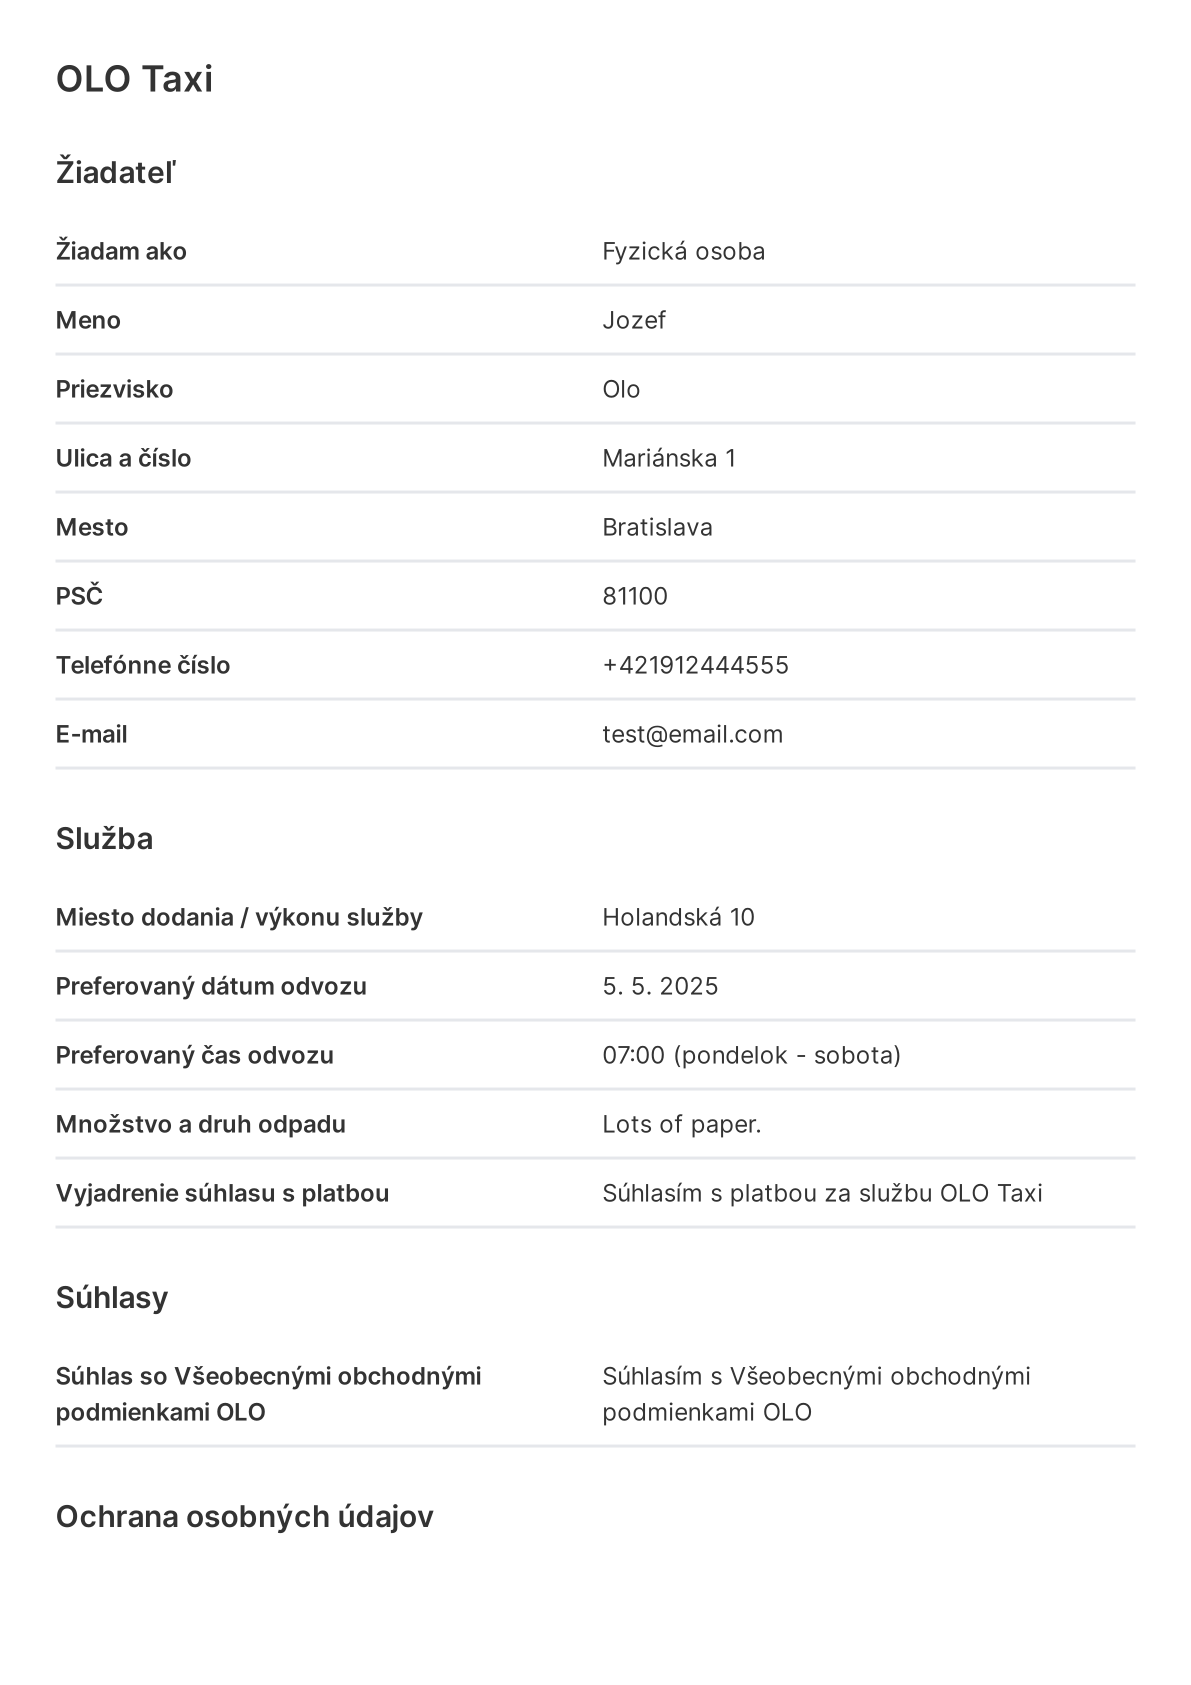 OLO Taxi
Žiadateľ
Žiadam ako Fyzická osoba
Meno Jozef
Priezvisko Olo
Ulica a číslo Mariánska 1
Mesto Bratislava
PSČ 81100
Telefónne číslo +421912444555
E-mail test@email.com
Služba
Miesto dodania / výkonu služby Holandská 10
Preferovaný dátum odvozu 5. 5. 2025
Preferovaný čas odvozu 07:00 (pondelok - sobota)
Množstvo a druh odpadu Lots of paper.
Vyjadrenie súhlasu s platbou Súhlasím s platbou za službu OLO Taxi
Súhlasy
Súhlas so Všeobecnými obchodnými
podmienkami OLO
Súhlasím s Všeobecnými obchodnými
podmienkami OLO
Ochrana osobných údajov